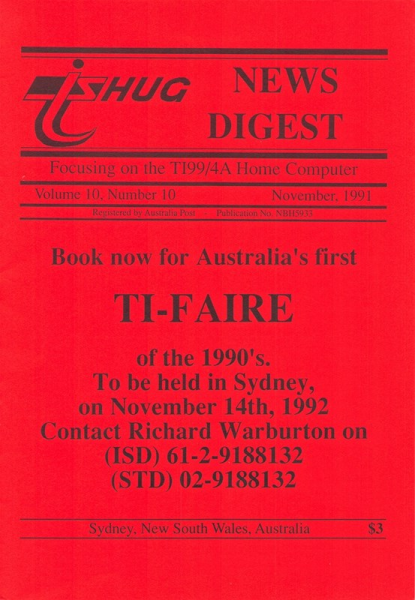 TISHUG NEWS
DIGEST
Focusing on the TI99/4A Home Computer
Volume 10, Number 10 November, 1991
Registered by Australia Post Publication No. NBH5933
Book now for Australia's first
TI-FAIRE
of the 1990's.
To be held in Sydney,
on November 14th, 1992
Contact Richard Warburton on
(ISD) 61-2-9188132
(STD) 02-9188132
Sydney, New South Wales, Australia $3